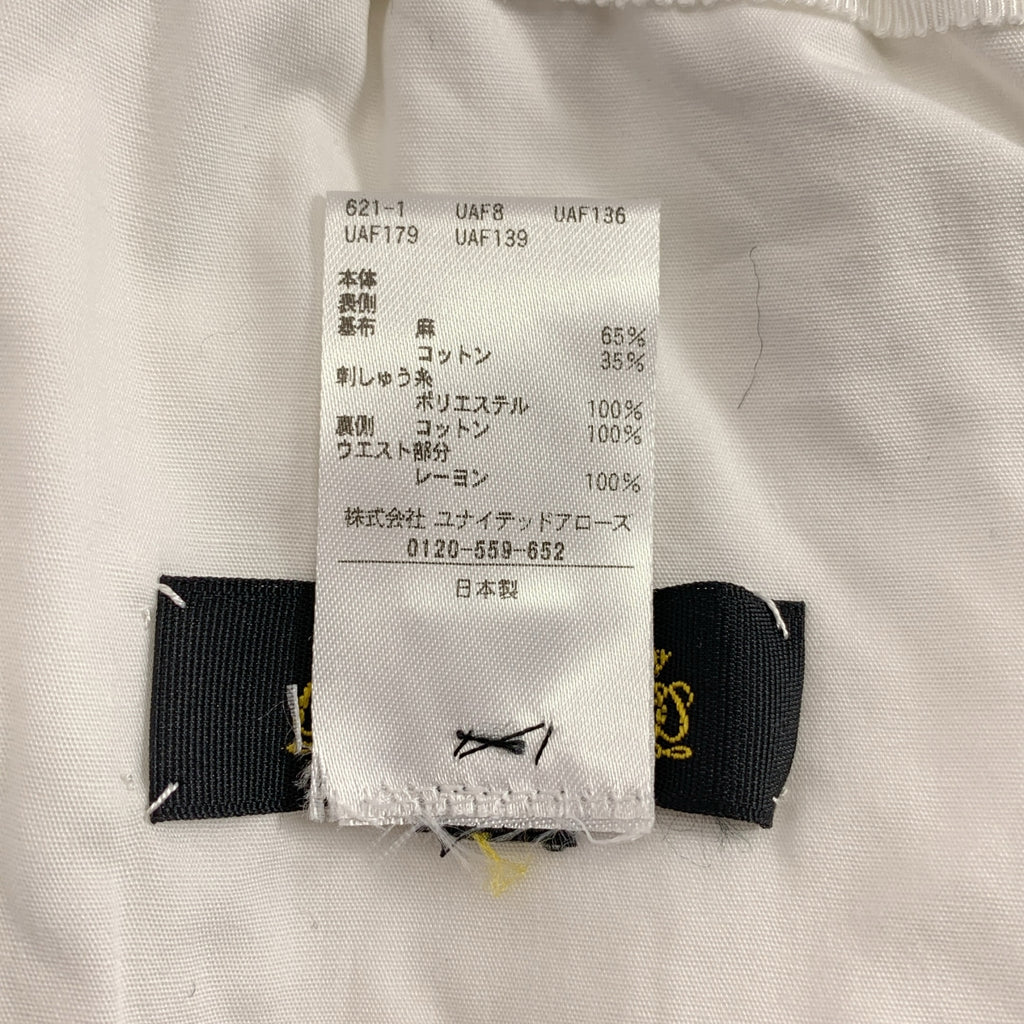 621-1 UAF8 UAF136
UAF179 UAF139
本体
表側
基布 麻 65%
コットン 35%
刺しゅう糸
ポリエステル 100%
裏側 コットン 100%
ウエスト部分
レーヨン 100%
株式会社 ユナイテッドアローズ
0120-559-652
日本製